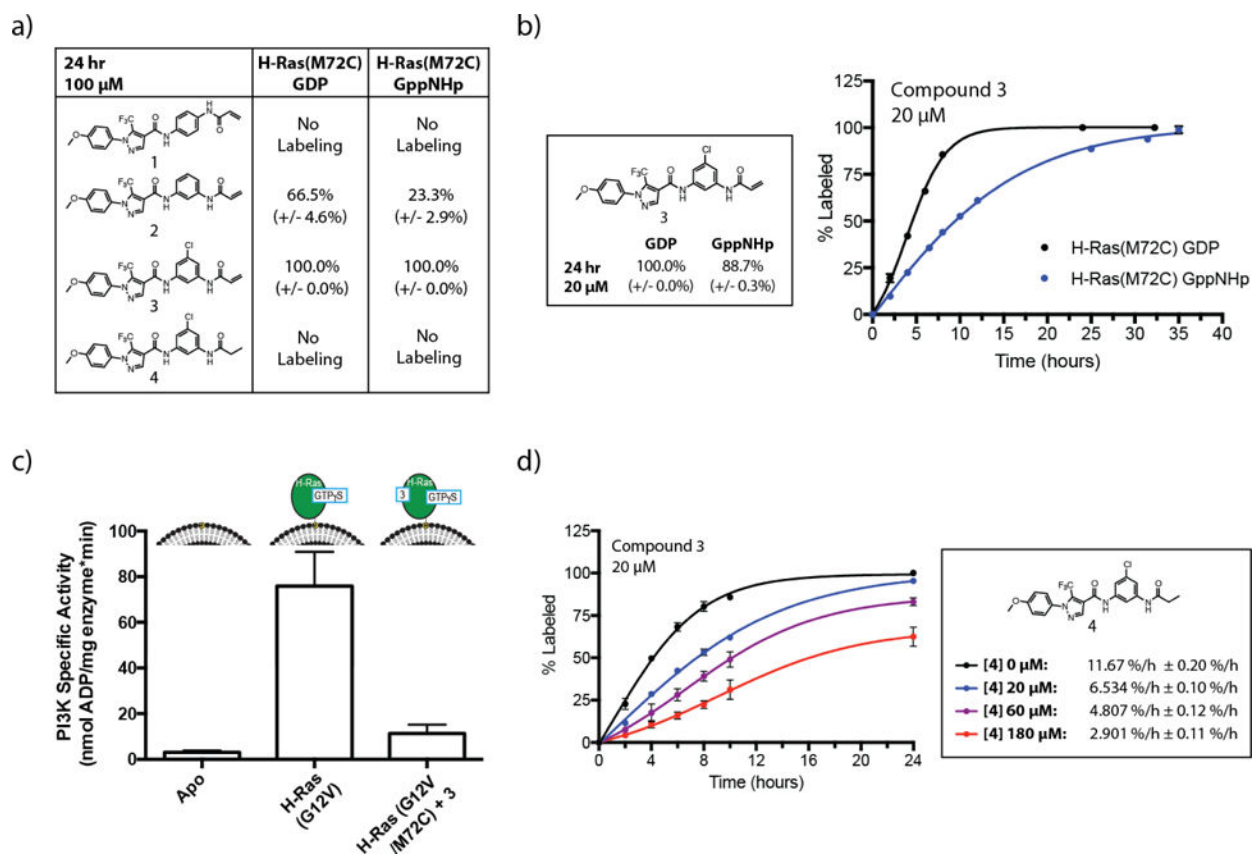 a)
24 hr
100 µM
H-Ras(M72C)
GDP
H-Ras(M72C)
GppNHp
F3C
O
N
N
O
N
H
H
N
O
1
No
Labeling
No
Labeling
F3C
O
N
N
O
N
H
N
H
O
2
66.5%
(+/- 4.6%)
23.3%
(+/- 2.9%)
Cl
F3C
O
N
N
O
N
H
N
H
O
3
100.0%
(+/- 0.0%)
100.0%
(+/- 0.0%)
Cl
F3C
O
N
N
O
N
H
N
H
O
4
No
Labeling
No
Labeling
b)
Cl
F3C
O
N
N
O
N
H
N
H
O
3
GDP GppNHp
24 hr 100.0% 88.7%
20 µM (+/- 0.0%) (+/- 0.3%)
Compound 3
20 µM
% Labeled
125
100
75
50
25
0
H-Ras(M72C) GDP
H-Ras(M72C) GppNHp
0 5 10 15 20 25 30 35 40
Time (hours)
c)
H-Ras
GTPγS
3
H-Ras
GTPγS
PI3K Specific Activity
(nmol ADP/mg enzyme*min)
100
80
60
40
20
0
Apo
H-Ras
(G12V)
H-Ras (G12V
/M72C) + 3
d)
Compound 3
20 µM
% Labeled
125
100
75
50
25
0
0 4 8 12 16 20 24
Time (hours)
Cl
F3C
O
N
N
O
N
H
N
H
O
4
[4] 0 µM: 11.67 %/h ± 0.20 %/h
[4] 20 µM: 6.534 %/h ± 0.10 %/h
[4] 60 µM: 4.807 %/h ± 0.12 %/h
[4] 180 µM: 2.901 %/h ± 0.11 %/h